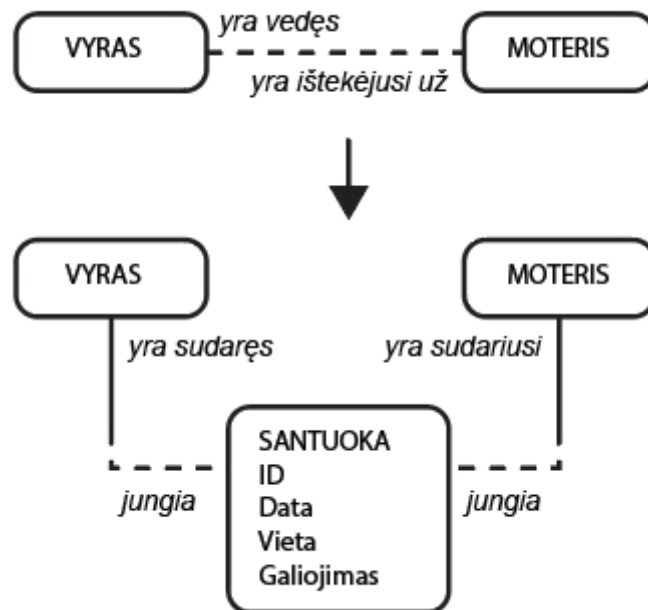 VYRAS
yra vedęs
yra ištekėjusi už
MOTERIS
VYRAS
MOTERIS
yra sudaręs
yra sudariusi
SANTUOKA
ID
Data
Vieta
Galiojimas
jungia
jungia